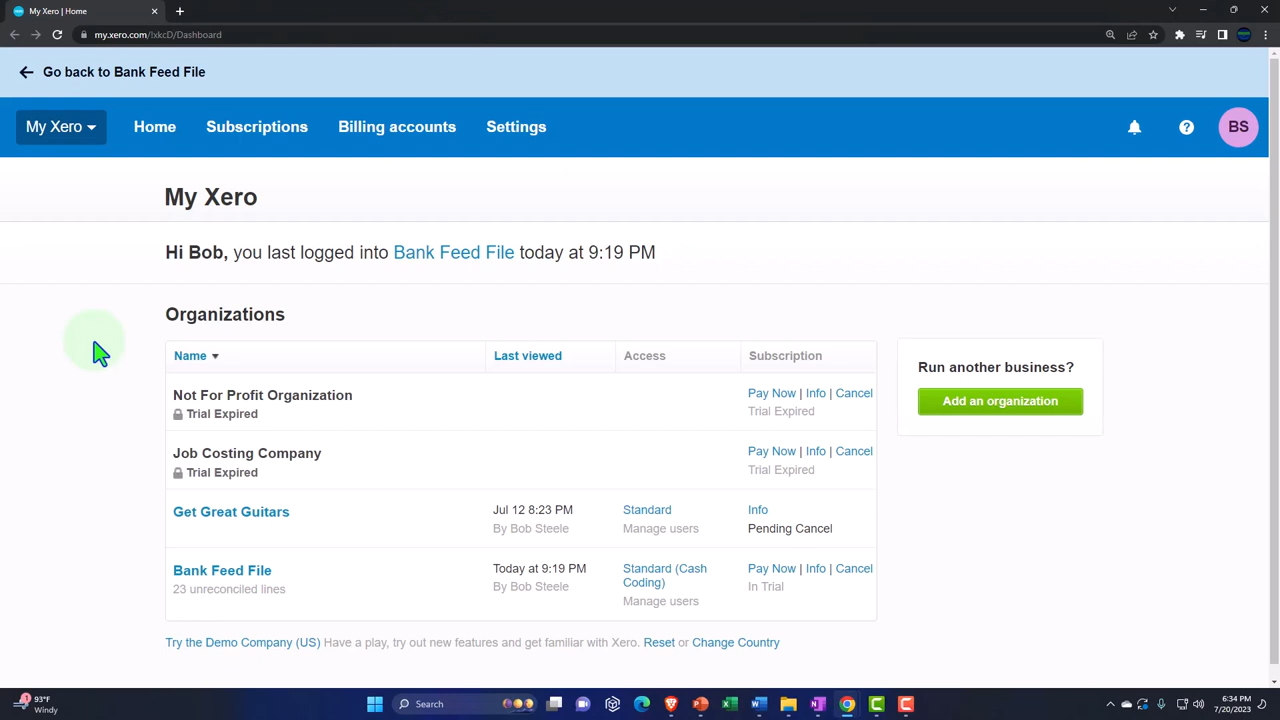 My Xero | Home
my.xero.com/!xkcD/Dashboard
Go back to Bank Feed File
My Xero Home Subscriptions Billing accounts Settings BS
My Xero
Hi Bob, you last logged into Bank Feed File today at 9:19 PM
Organizations
Name Last viewed Access Subscription
Not For Profit Organization Pay Now | Info | Cancel
Trial Expired Trial Expired
Job Costing Company Pay Now | Info | Cancel
Trial Expired Trial Expired
Get Great Guitars Jul 12 8:23 PM Standard Info
By Bob Steele Manage users Pending Cancel
Bank Feed File Today at 9:19 PM Standard (Cash Coding) Pay Now | Info | Cancel
23 unreconciled lines By Bob Steele Manage users In Trial
Run another business?
Add an organization
Try the Demo Company (US) Have a play, try out new features and get familiar with Xero. Reset or Change Country
1 93°F
Windy
Search
6:34 PM
7/20/2023